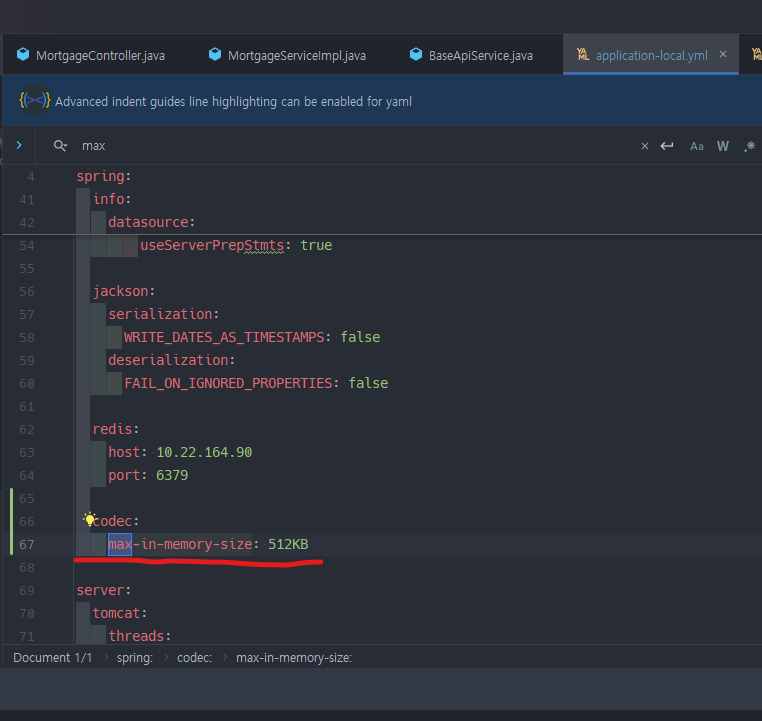 MortgageController.java MortgageServiceImpl.java BaseApiService.java YAML application-local.yml × YAML
Advanced indent guides line highlighting can be enabled for yaml
max × Aa W .*
4 spring:
41 info:
42 datasource:
54 useServerPrepStmts: true
55
56 jackson:
57 serialization:
58 WRITE_DATES_AS_TIMESTAMPS: false
59 deserialization:
60 FAIL_ON_IGNORED_PROPERTIES: false
61
62 redis:
63 host: 10.22.164.90
64 port: 6379
65
66 codec:
67 max-in-memory-size: 512KB
68
69 server:
70 tomcat:
71 threads:
Document 1/1 › spring: › codec: › max-in-memory-size: